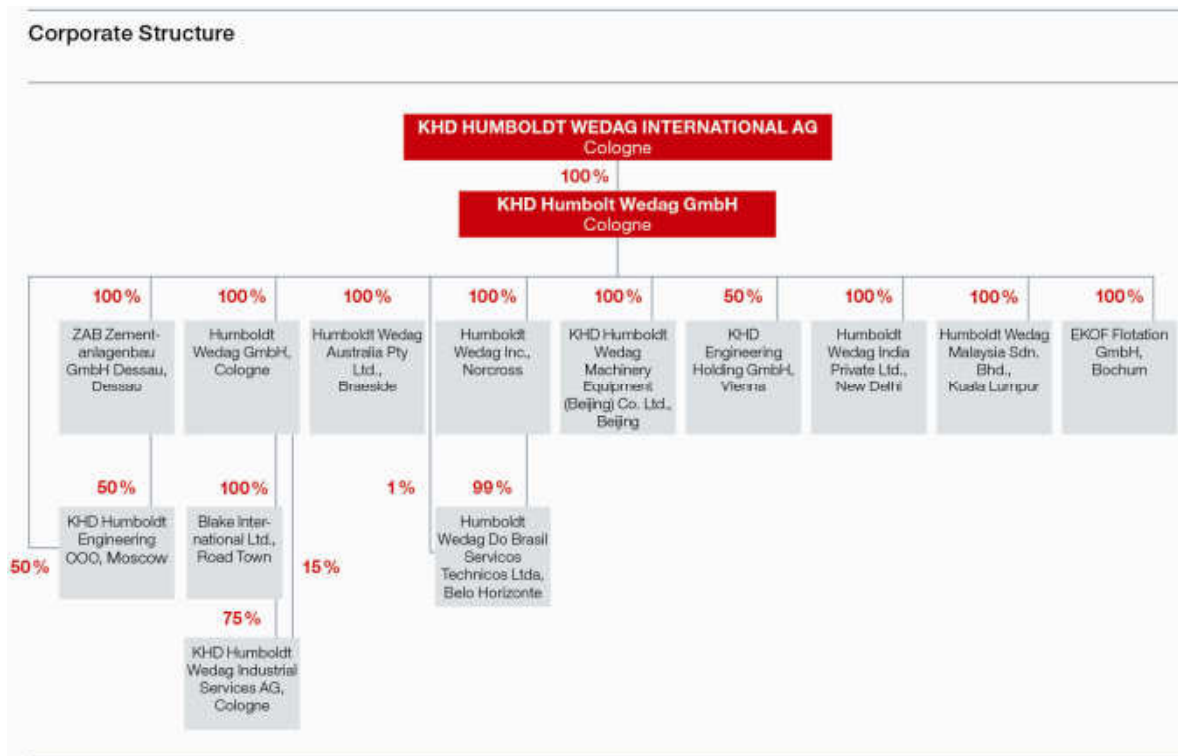 Corporate Structure
KHD HUMBOLDT WEDAG INTERNATIONAL AG
Cologne
100%
KHD Humbolt Wedag GmbH
Cologne
100%
100%
100%
100%
100%
50%
100%
100%
100%
ZAB Zement-
anlagenbau
GmbH Dessau,
Dessau
Humboldt
Wedag GmbH,
Cologne
Humboldt Wedag
Australia Pty
Ltd.,
Braeside
Humboldt
Wedag Inc.,
Norcross
KHD Humboldt
Wedag
Machinery
Equipment
(Beijing) Co. Ltd.,
Beijing
KHD
Engineering
Holding GmbH,
Vienna
Humboldt
Wedag India
Private Ltd.,
New Delhi
Humboldt Wedag
Malaysia Sdn.
Bhd.,
Kuala Lumpur
EKOF Flotation
GmbH,
Bochum
50%
100%
1%
99%
KHD Humboldt
Engineering
OOO, Moscow
Blake Inter-
national Ltd.,
Road Town
Humboldt
Wedag Do Brasil
Servicos
Technicos Ltda,
Belo Horizonte
50%
15%
75%
KHD Humboldt
Wedag Industrial
Services AG,
Cologne